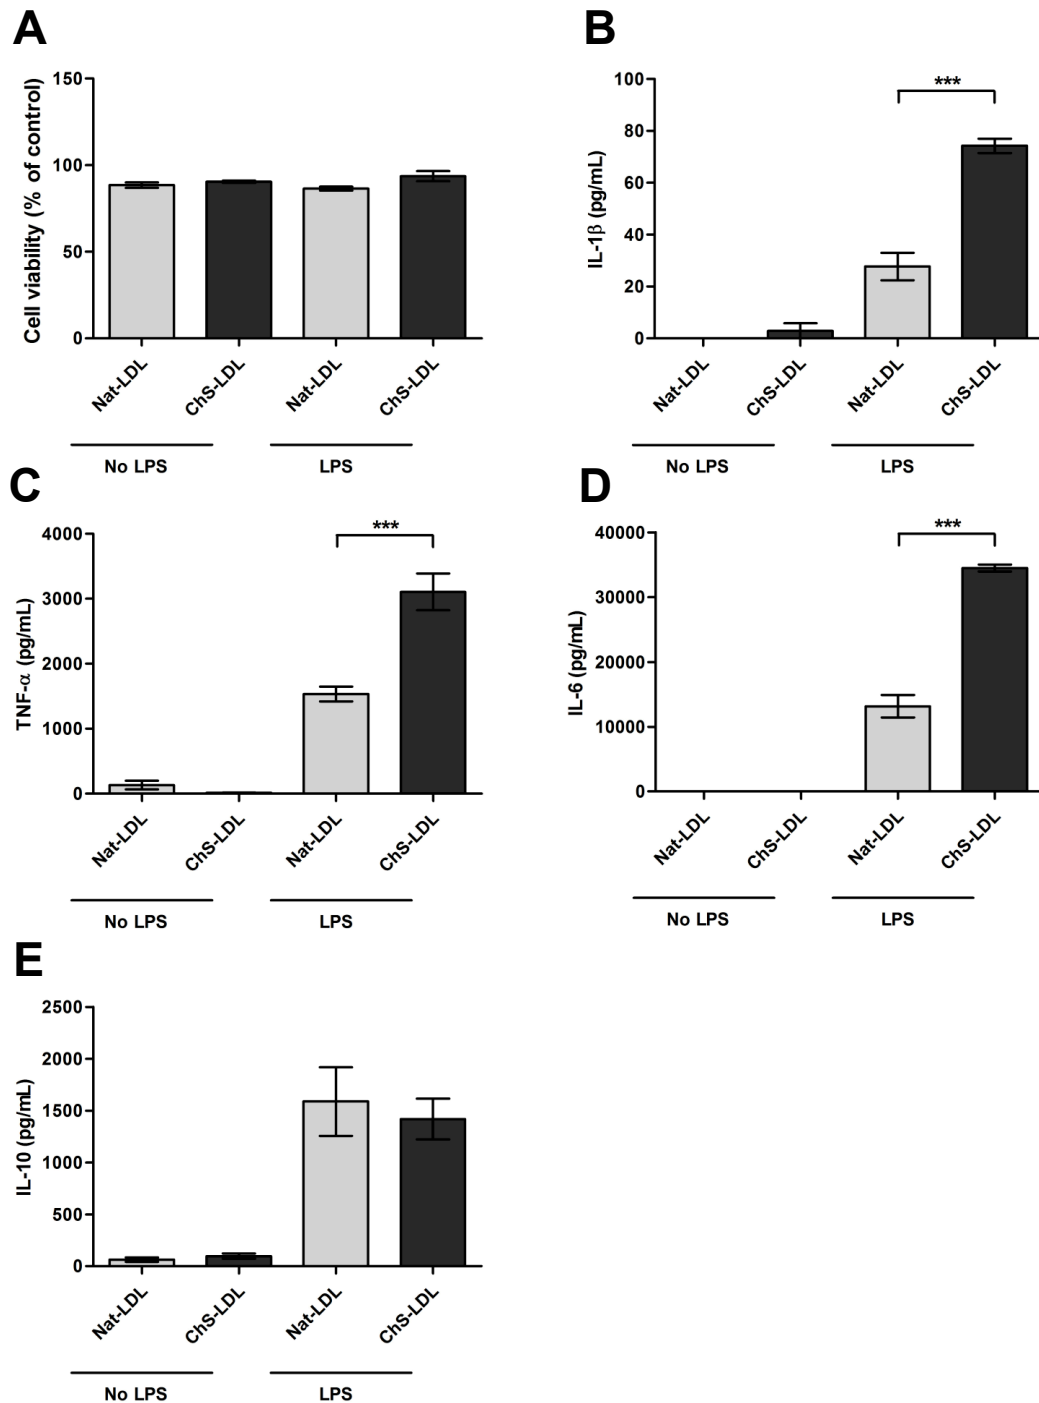 A
Cell viability (% of control)
150
100
50
0
Nat-LDL
ChS-LDL
Nat-LDL
ChS-LDL
No LPS
LPS
B
IL-1β (pg/mL)
100
80
60
40
20
0
***
Nat-LDL
ChS-LDL
Nat-LDL
ChS-LDL
No LPS
LPS
C
TNF-α (pg/mL)
4000
3000
2000
1000
0
***
Nat-LDL
ChS-LDL
Nat-LDL
ChS-LDL
No LPS
LPS
D
IL-6 (pg/mL)
40000
30000
20000
10000
0
***
Nat-LDL
ChS-LDL
Nat-LDL
ChS-LDL
No LPS
LPS
E
IL-10 (pg/mL)
2500
2000
1500
1000
500
0
Nat-LDL
ChS-LDL
Nat-LDL
ChS-LDL
No LPS
LPS